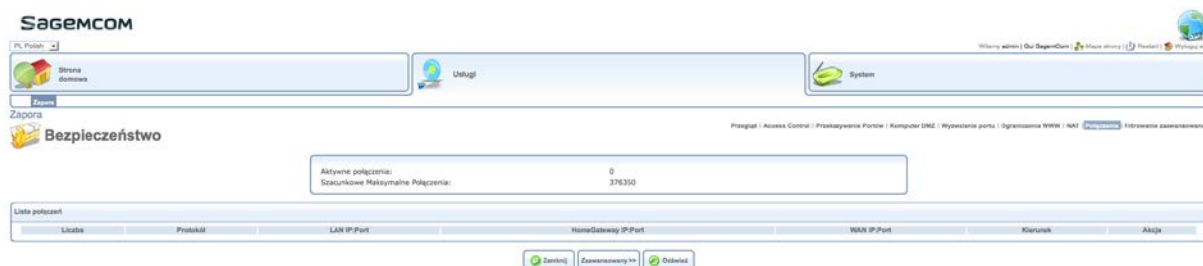 SAGEMCOM
PL Polish
Witamy admin | Gui SagemCom | Mapa strony | Restart | Wyloguj
Strona
domowa
Usługi
System
Zapora
Zapora
Bezpieczeństwo
Przegląd | Access Control | Przekazywanie Portów | Komputer DMZ | Wyzwalanie portu | Ograniczenia WWW | NAT | Połączenia | Filtrowanie
Aktywne połączenia: 0
Szacunkowe Maksymalne Połączenia: 376350
Lista połączeń
Liczba Protokół LAN IP:Port HomeGateway IP:Port WAN IP:Port Kierunek Akcja
Zamknij Zaawansowany >> Odśwież